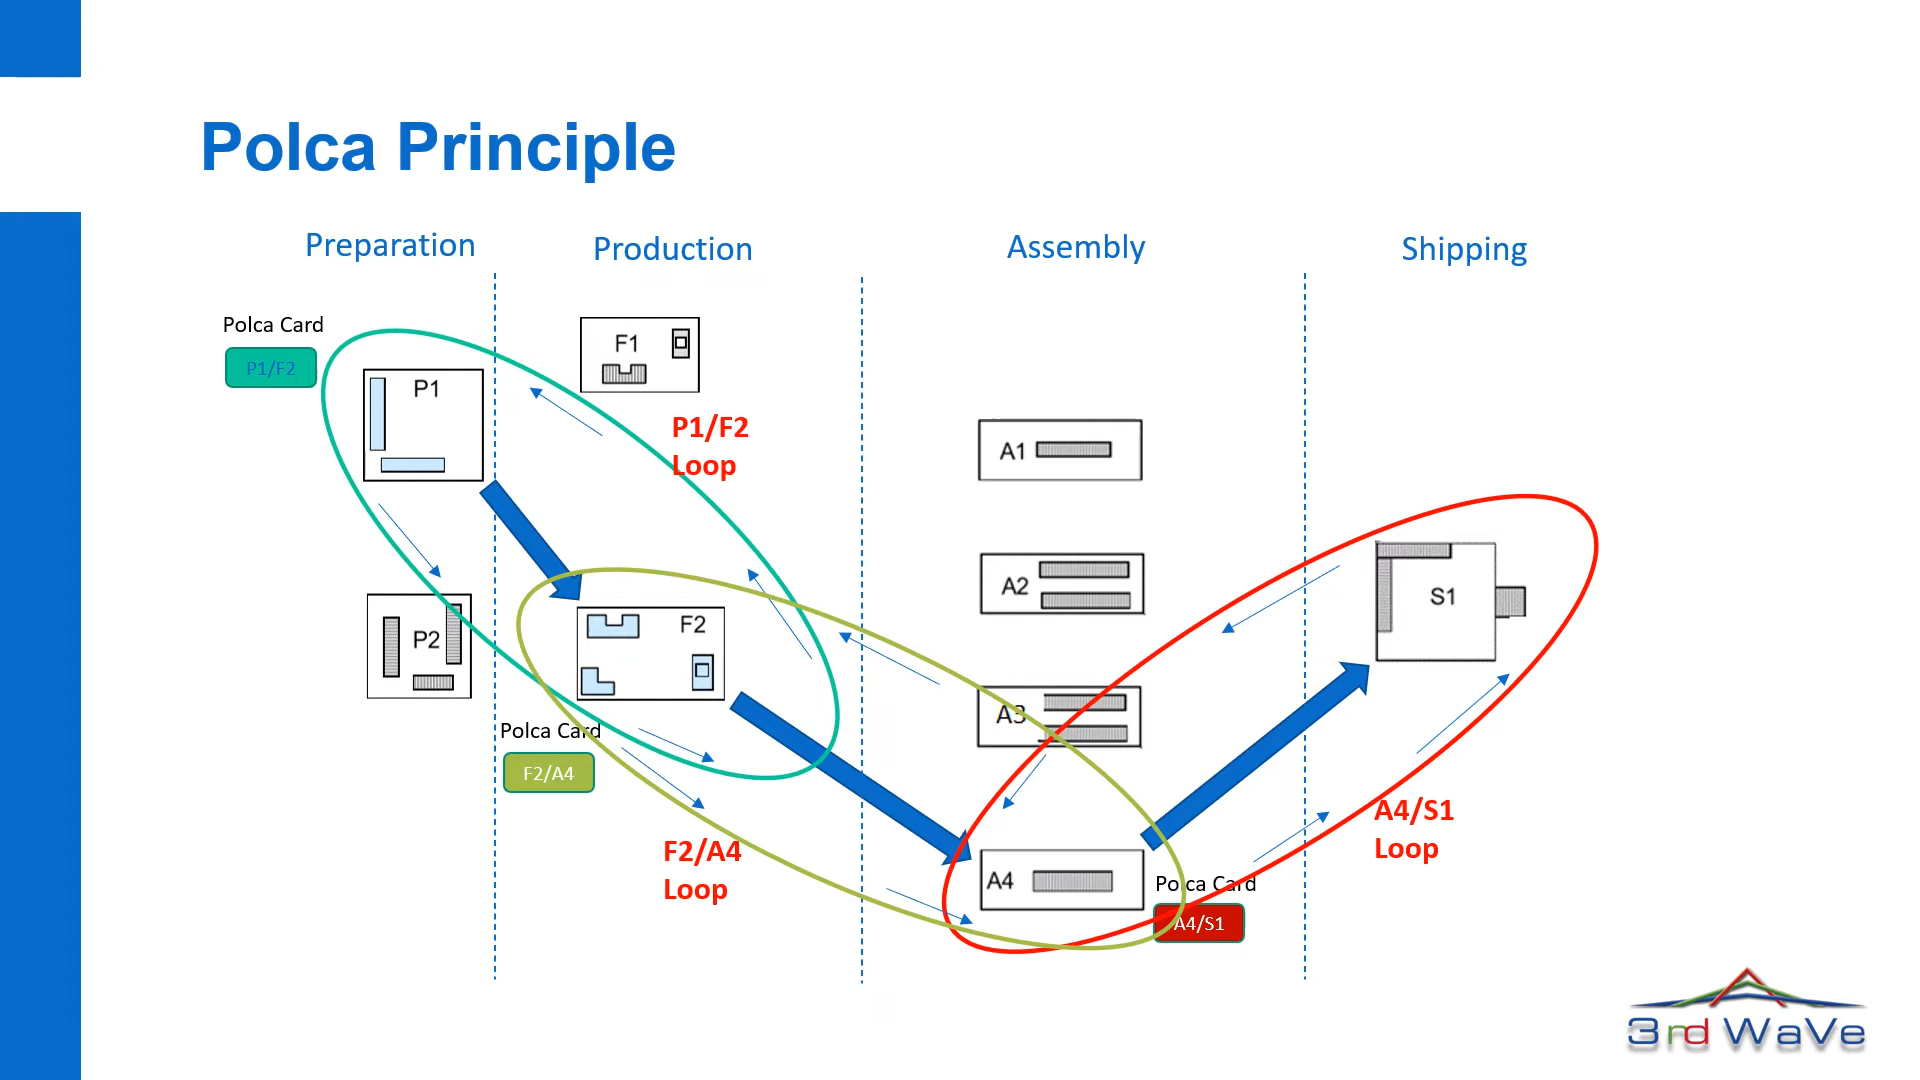 Polca Principle
Preparation
Production
Assembly
Shipping
Polca Card
P1/F2
P1
F1
P1/F2
Loop
A1
A2
S1
P2
F2
A3
Polca Card
F2/A4
F2/A4
Loop
A4/S1
Loop
A4
Polca Card
A4/S1
3rd WaVe